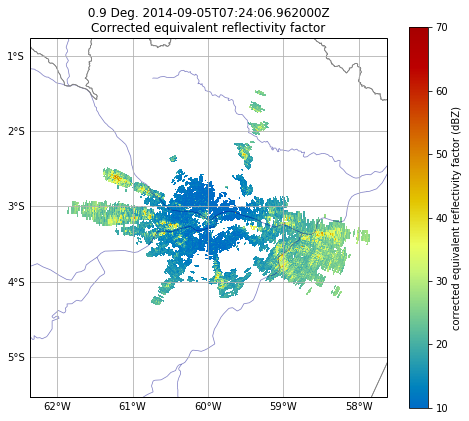 0.9 Deg. 2014-09-05T07:24:06.962000Z
Corrected equivalent reflectivity factor
1°S
2°S
3°S
4°S
5°S
62°W 61°W 60°W 59°W 58°W
70
60
50
40
30
20
10
corrected equivalent reflectivity factor (dBZ)